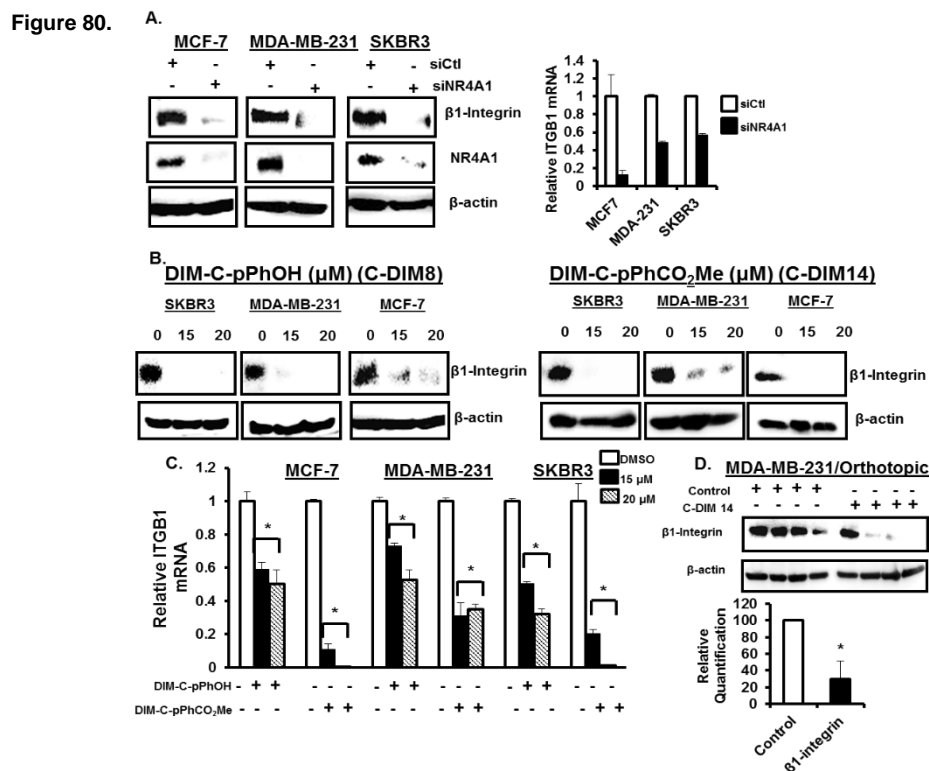 Figure 80.
A.
MCF-7 MDA-MB-231 SKBR3
+ - + - + - siCtl
- + - + - + siNR4A1
β1-Integrin
NR4A1
β-actin
Relative ITGB1 mRNA
1.4
1.2
1
0.8
0.6
0.4
0.2
0
MCF7
MDA-231
SKBR3
siCtl
siNR4A1
B.
DIM-C-pPhOH (μM) (C-DIM8)
SKBR3 MDA-MB-231 MCF-7
0 15 20 0 15 20 0 15 20
β1-Integrin
β-actin
DIM-C-pPhCO2Me (μM) (C-DIM14)
SKBR3 MDA-MB-231 MCF-7
0 15 20 0 15 20 0 15 20
β1-Integrin
β-actin
C.
MCF-7 MDA-MB-231 SKBR3
DMSO
15 μM
20 μM
Relative ITGB1
mRNA
1.2
1
0.8
0.6
0.4
0.2
0
* * * * * *
DIM-C-pPhOH - + + - - - - + + - - - - + + - - -
DIM-C-pPhCO2Me - - - - + + - - - - + + - - - - + +
D.
MDA-MB-231/Orthotopic
Control + + + + - - - -
C-DIM 14 - - - - + + + +
β1-Integrin
β-actin
Relative
Quantification
120
100
80
60
40
20
0
*
Control
β1-integrin